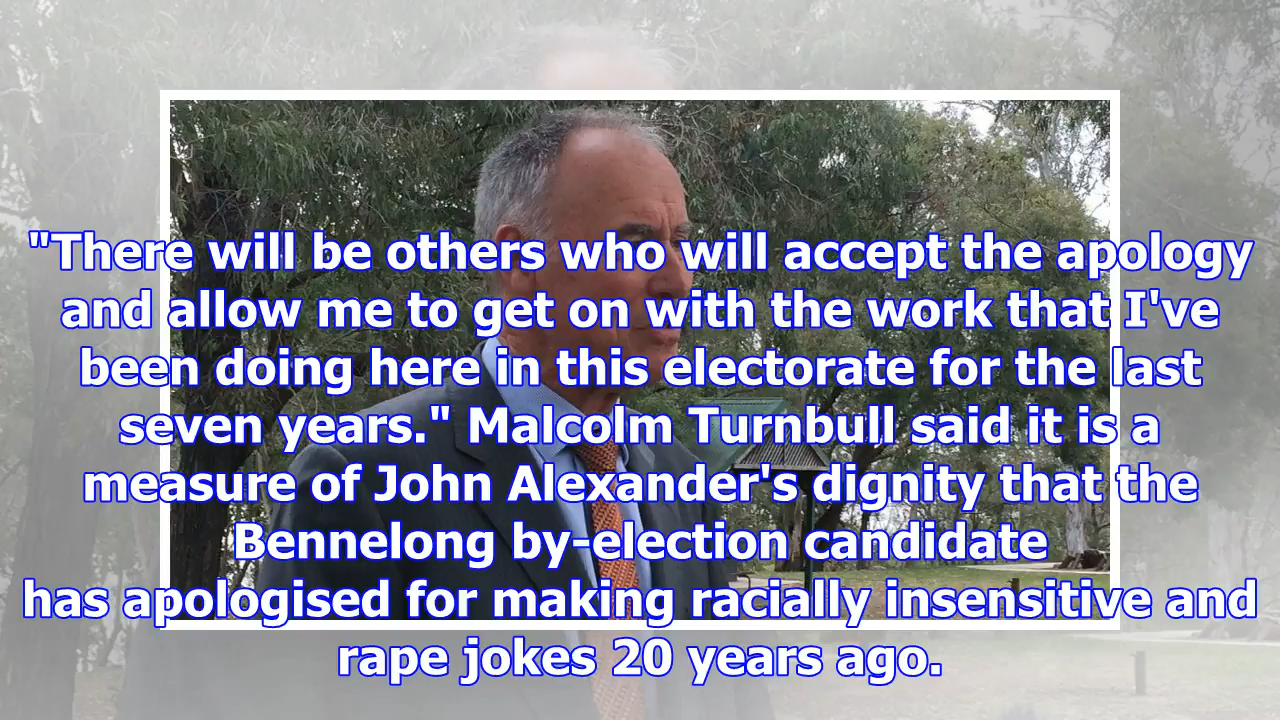 "There will be others who will accept the apology
and allow me to get on with the work that I've
been doing here in this electorate for the last
seven years." Malcolm Turnbull said it is a
measure of John Alexander's dignity that the
Bennelong by-election candidate
has apologised for making racially insensitive and
rape jokes 20 years ago.